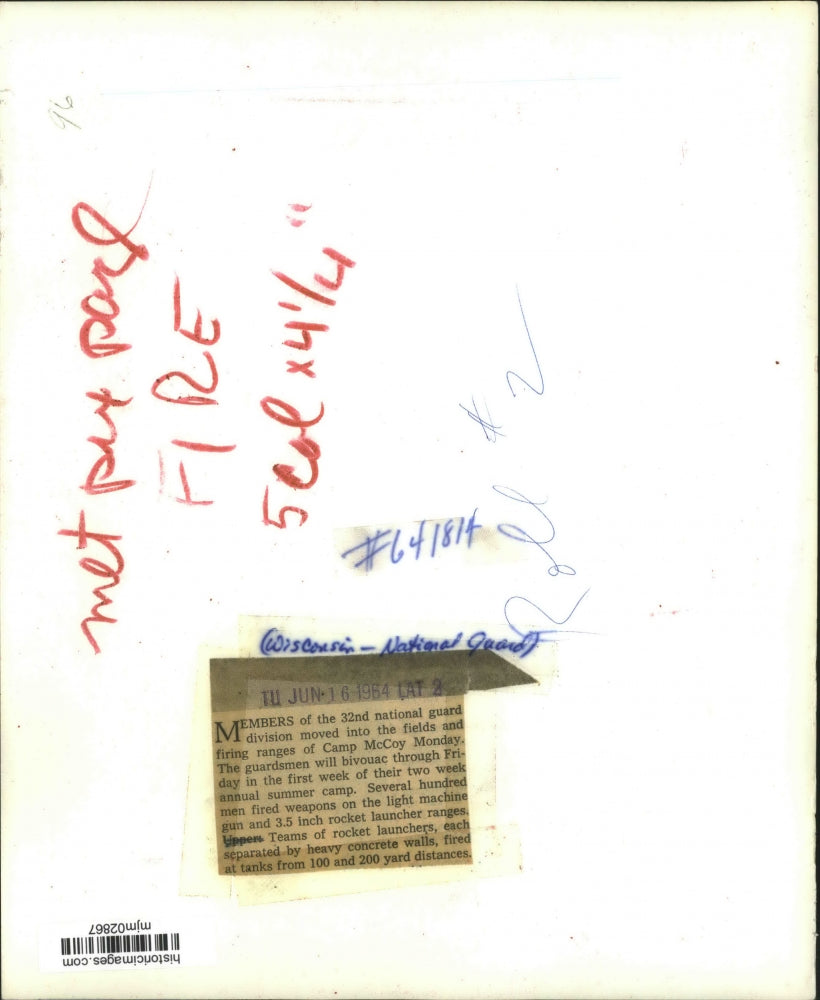 96
met pix page
FIRE
5 col x 4 1/4"
Roll # 2
#641814
(Wisconsin - National Guard)
TU JUN 16 1964 LAT 2
MEMBERS of the 32nd national guard
division moved into the fields and
firing ranges of Camp McCoy Monday.
The guardsmen will bivouac through Fri-
day in the first week of their two week
annual summer camp. Several hundred
men fired weapons on the light machine
gun and 3.5 inch rocket launcher ranges.
Upper: Teams of rocket launchers, each
separated by heavy concrete walls, fired
at tanks from 100 and 200 yard distances.
historicimages.com
mjm02867